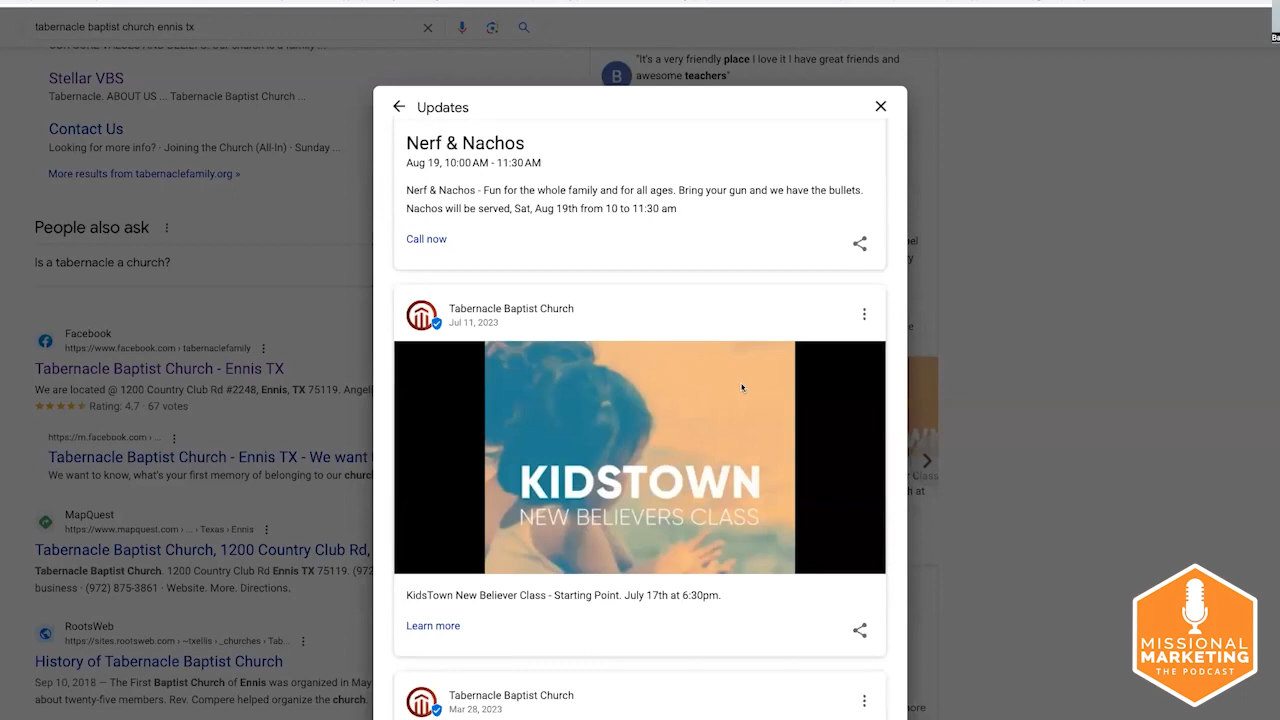 tabernacle baptist church ennis tx
Stellar VBS
Tabernacle. ABOUT US ... Tabernacle Baptist Church ...
Contact Us
Looking for more info? · Joining the Church (All-In) · Sunday ...
More results from tabernaclefamily.org »
People also ask
Is a tabernacle a church?
Facebook
https://www.facebook.com › tabernaclefamily
Tabernacle Baptist Church - Ennis TX
We are located @ 1200 Country Club Rd #2248, Ennis, TX 75119.
Rating: 4.7 · 67 votes
https://m.facebook.com › ...
Tabernacle Baptist Church - Ennis TX - We want
We want to know, what's your first memory of belonging to our church
MapQuest
https://www.mapquest.com › ... › Texas › Ennis
Tabernacle Baptist Church, 1200 Country Club Rd,
Tabernacle Baptist Church. 1200 Country Club Rd Ennis TX 75119. (972
business · (972) 875-3861 · Website. More. Directions.
RootsWeb
https://sites.rootsweb.com › ~txellis › _churches › Tab...
History of Tabernacle Baptist Church
Sep 10, 2018 — The First Baptist Church of Ennis was organized in May
about twenty-five members. Rev. Compere helped organize the church.
Updates
Nerf & Nachos
Aug 19, 10:00 AM - 11:30 AM
Nerf & Nachos - Fun for the whole family and for all ages. Bring your gun and we have the bullets.
Nachos will be served, Sat, Aug 19th from 10 to 11:30 am
Call now
Tabernacle Baptist Church
Jul 11, 2023
KIDSTOWN
NEW BELIEVERS CLASS
KidsTown New Believer Class - Starting Point. July 17th at 6:30pm.
Learn more
Tabernacle Baptist Church
Mar 28, 2023
B
"It's a very friendly place I love it I have great friends and
awesome teachers"
Class
h at
MISSIONAL
MARKETING
THE PODCAST